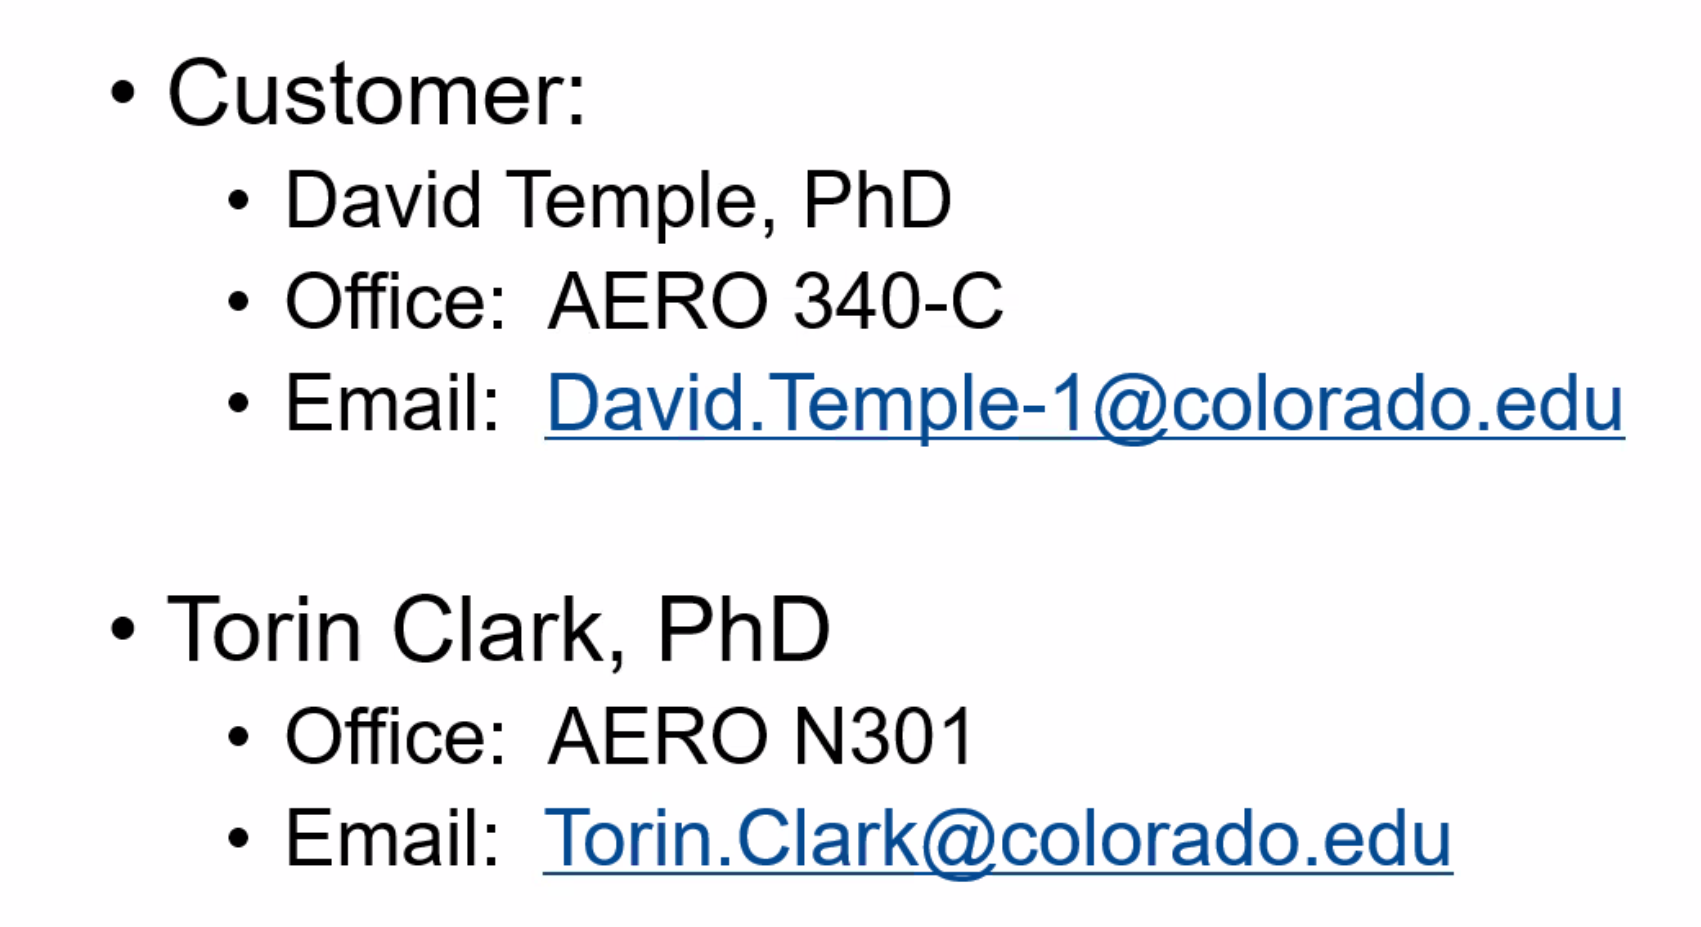 • Customer:
• David Temple, PhD
• Office: AERO 340-C
• Email: David.Temple-1@colorado.edu
• Torin Clark, PhD
• Office: AERO N301
• Email: Torin.Clark@colorado.edu